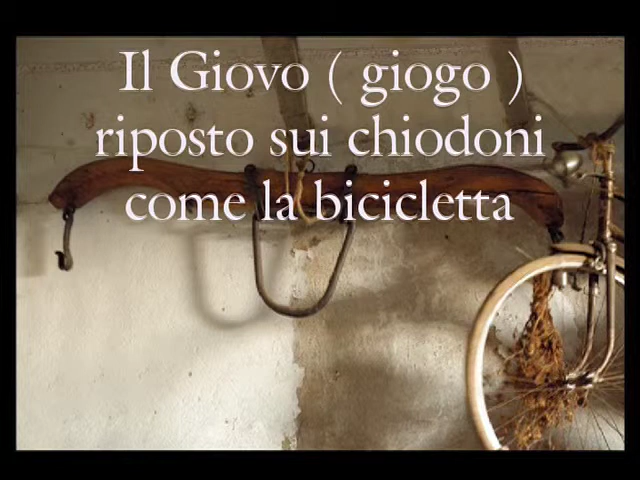 Il Giovo ( giogo )
riposto sui chiodoni
come la bicicletta